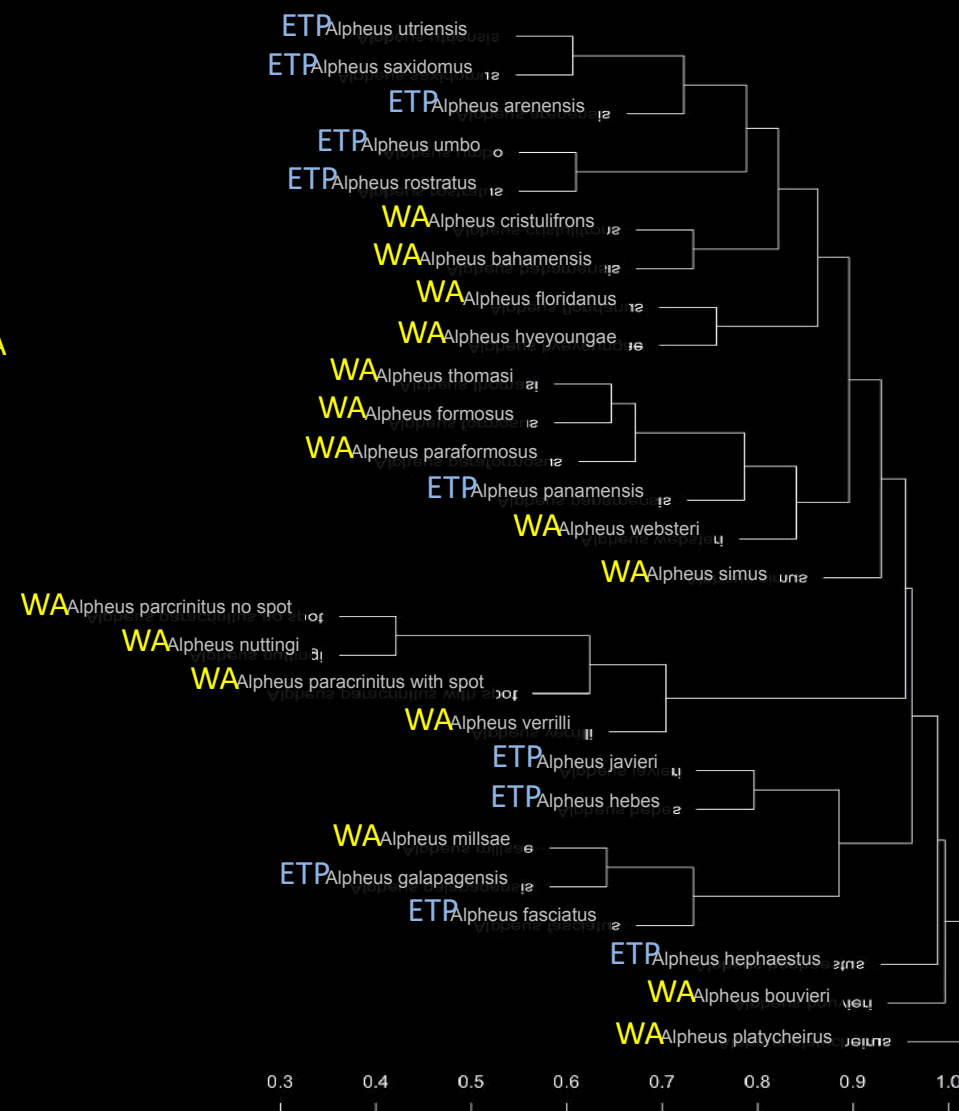 ETP Alpheus utriensis
ETP Alpheus saxidomus
ETP Alpheus arenensis
ETP Alpheus umbo
ETP Alpheus rostratus
WA Alpheus cristulifrons
WA Alpheus bahamensis
WA Alpheus floridanus
WA Alpheus hyeyoungae
WA Alpheus thomasi
WA Alpheus formosus
WA Alpheus paraformosus
ETP Alpheus panamensis
WA Alpheus websteri
WA Alpheus simus
WA Alpheus parcrinitus no spot
WA Alpheus nuttingi
WA Alpheus paracrinitus with spot
WA Alpheus verrilli
ETP Alpheus javieri
ETP Alpheus hebes
WA Alpheus millsae
ETP Alpheus galapagensis
ETP Alpheus fasciatus
ETP Alpheus hephaestus
WA Alpheus bouvieri
WA Alpheus platycheirus
0.3 0.4 0.5 0.6 0.7 0.8 0.9 1.0